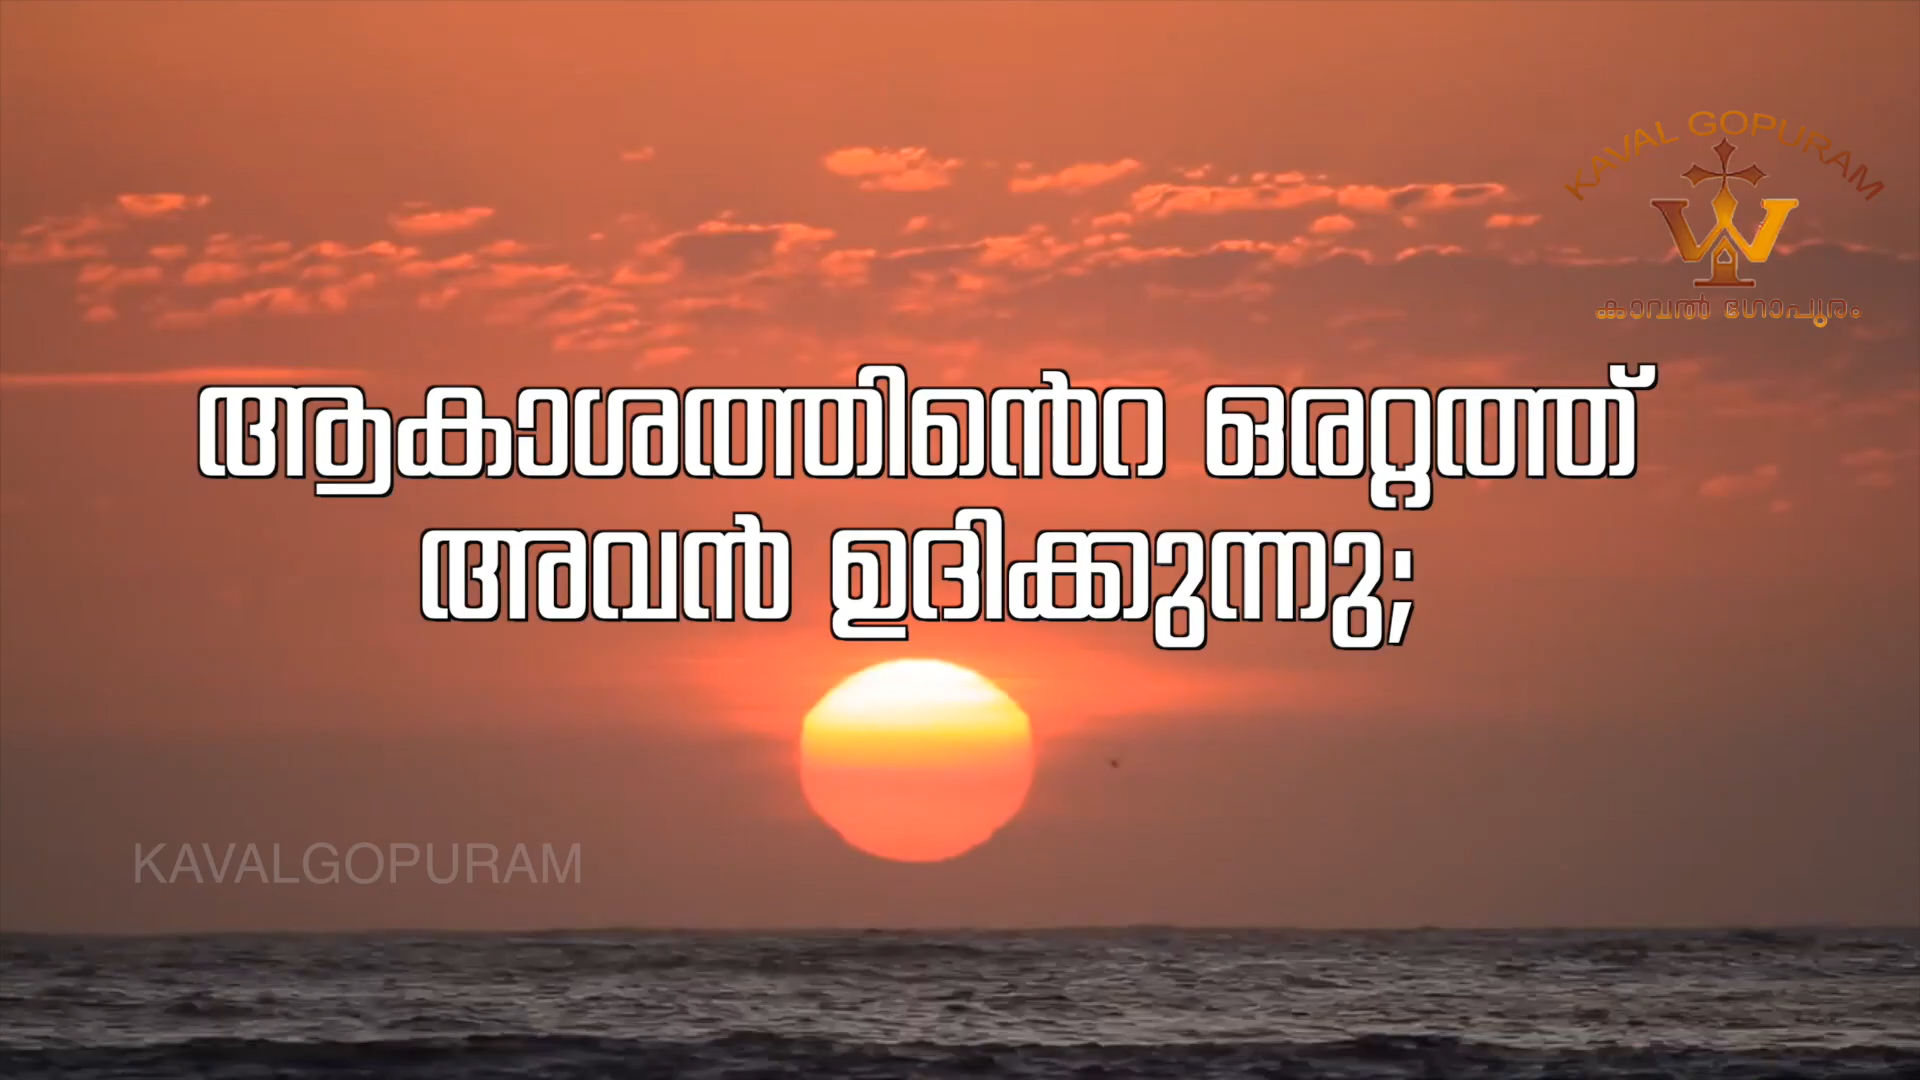 KAVAL GOPURAM
കാവൽ ഗോപുരം
ആകാശത്തിൻെറ ഒരറ്റത്ത്
അവൻ ഉദിക്കുന്നു;
KAVALGOPURAM